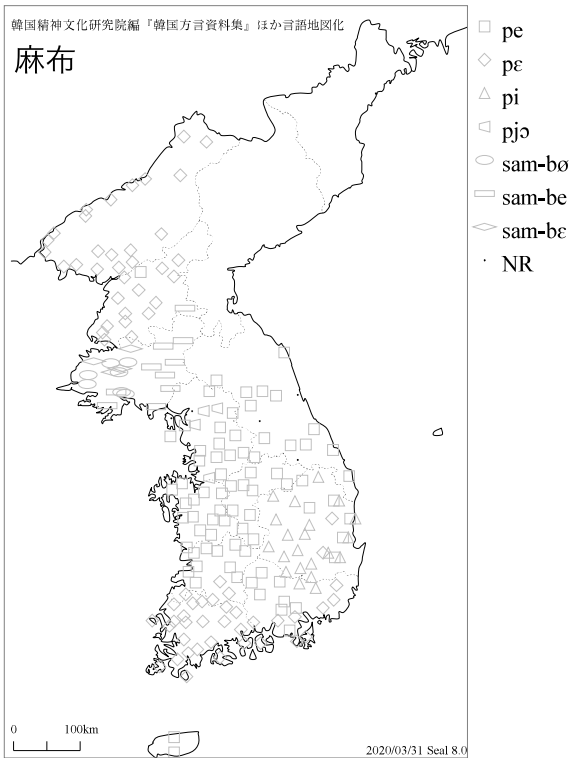 韓国精神文化研究院編『韓国方言資料集』ほか言語地図化
麻布
pe
pɛ
pi
pjɔ
sam-bø
sam-be
sam-bɛ
NR
0 100km
2020/03/31 Seal 8.0